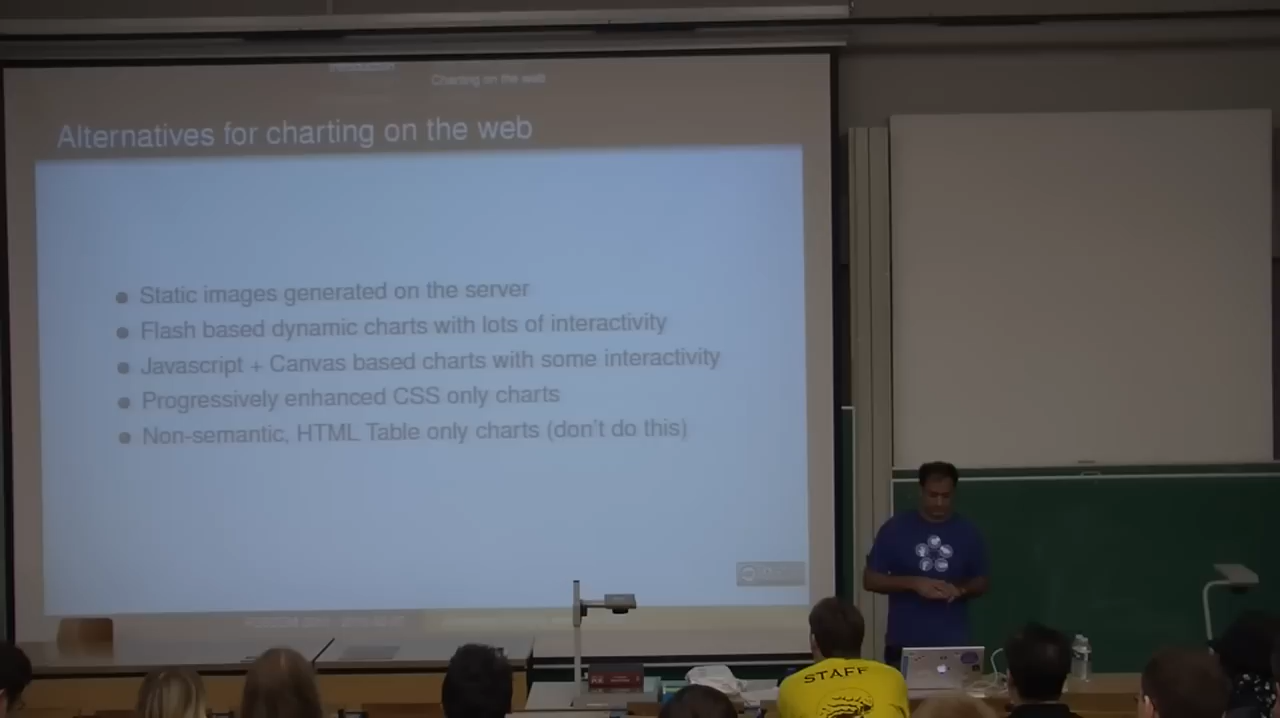 Charting on the web
Alternatives for charting on the web
Static images generated on the server
Flash based dynamic charts with lots of interactivity
Javascript + Canvas based charts with some interactivity
Progressively enhanced CSS only charts
Non-semantic, HTML Table only charts (don't do this)
STAFF